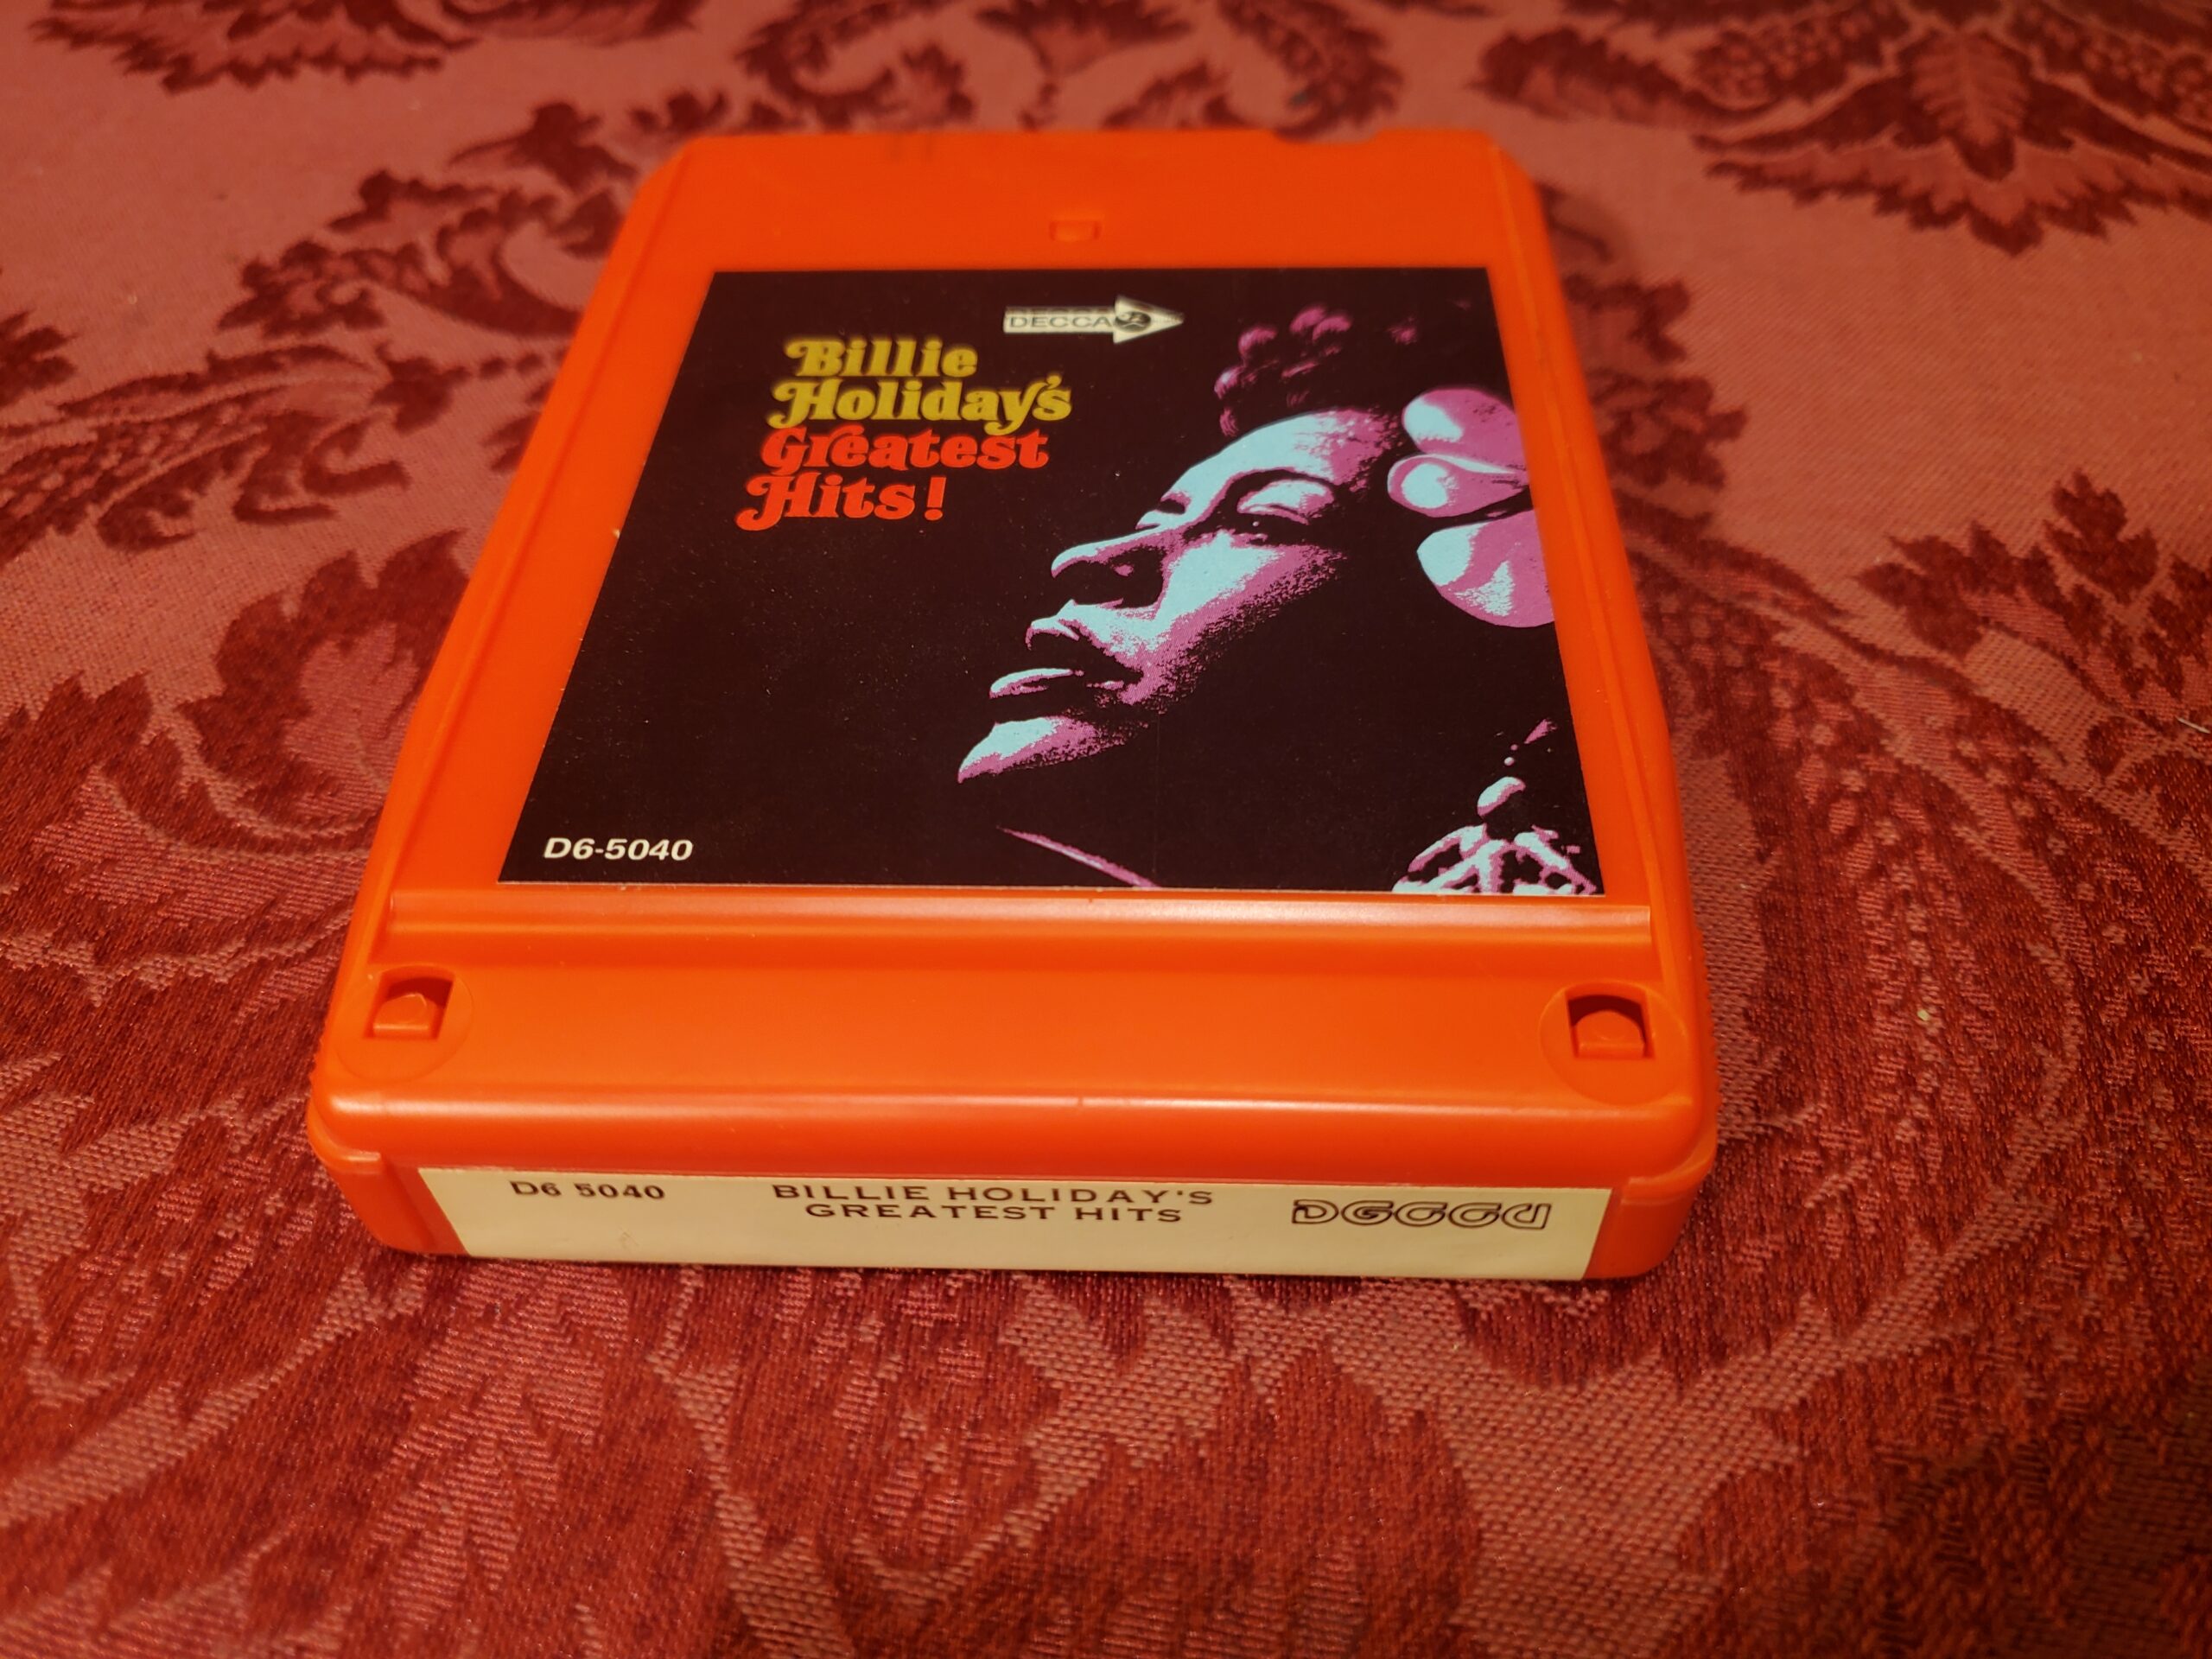 DECCA
Billie
Holiday's
Greatest
Hits!
D6-5040
D6 5040
BILLIE HOLIDAY'S
GREATEST HITS
DECCA